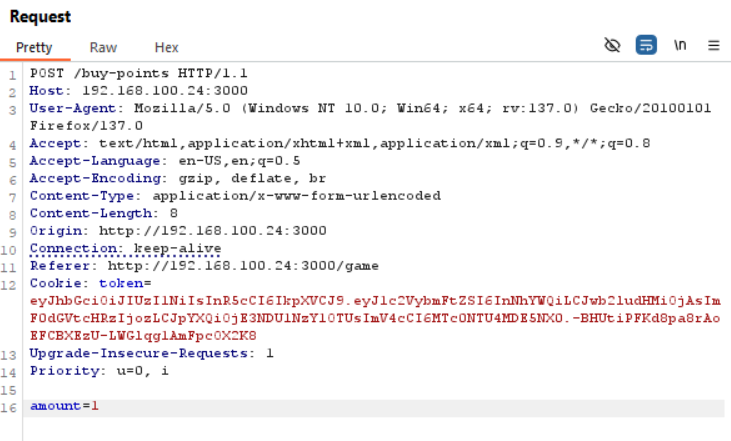 Request
Pretty Raw Hex
\n
1 POST /buy-points HTTP/1.1
2 Host: 192.168.100.24:3000
3 User-Agent: Mozilla/5.0 (Windows NT 10.0; Win64; x64; rv:137.0) Gecko/20100101
Firefox/137.0
4 Accept: text/html,application/xhtml+xml,application/xml;q=0.9,*/*;q=0.8
5 Accept-Language: en-US,en;q=0.5
6 Accept-Encoding: gzip, deflate, br
7 Content-Type: application/x-www-form-urlencoded
8 Content-Length: 8
9 Origin: http://192.168.100.24:3000
10 Connection: keep-alive
11 Referer: http://192.168.100.24:3000/game
12 Cookie: token=
eyJhbGciOiJIUzI1NiIsInR5cCI6IkpXVCJ9.eyJ1c2VybmFtZSI6InNhYWQiLCJwb2ludHMiOjAsIm
F0dGVtcHRzIjozLCJpYXQiOjE3NDU1NzY1OTUsImV4cCI6MTc0NTU4MDE5NX0.-BHUtiPFKd8pa8rAo
EFCBXEzU-LWG1qg1AmFpc0X2K8
13 Upgrade-Insecure-Requests: 1
14 Priority: u=0, i
15
16 amount=1